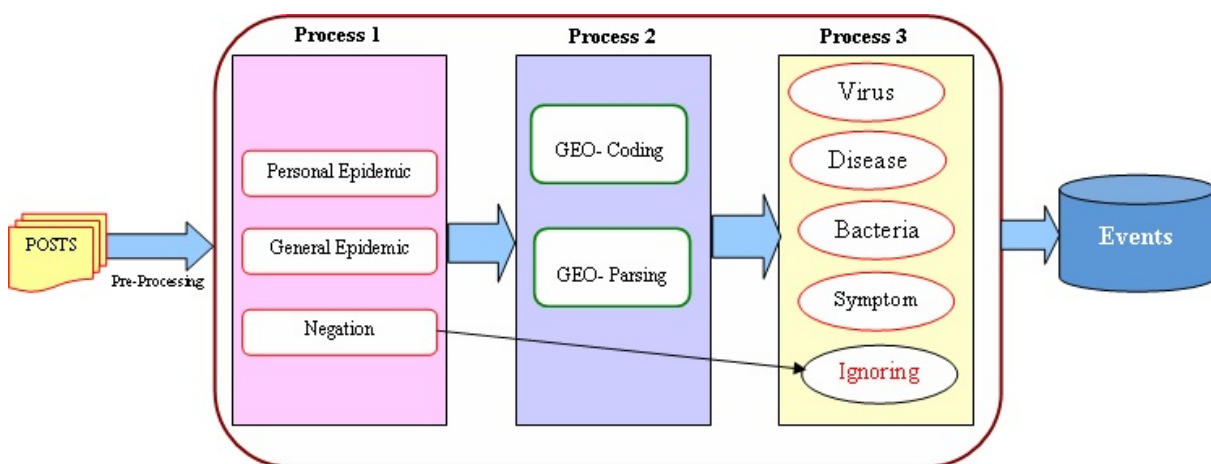 Process 1
Process 2
Process 3
POSTS
Pre-Processing
Personal Epidemic
General Epidemic
Negation
GEO- Coding
GEO- Parsing
Virus
Disease
Bacteria
Symptom
Ignoring
Events